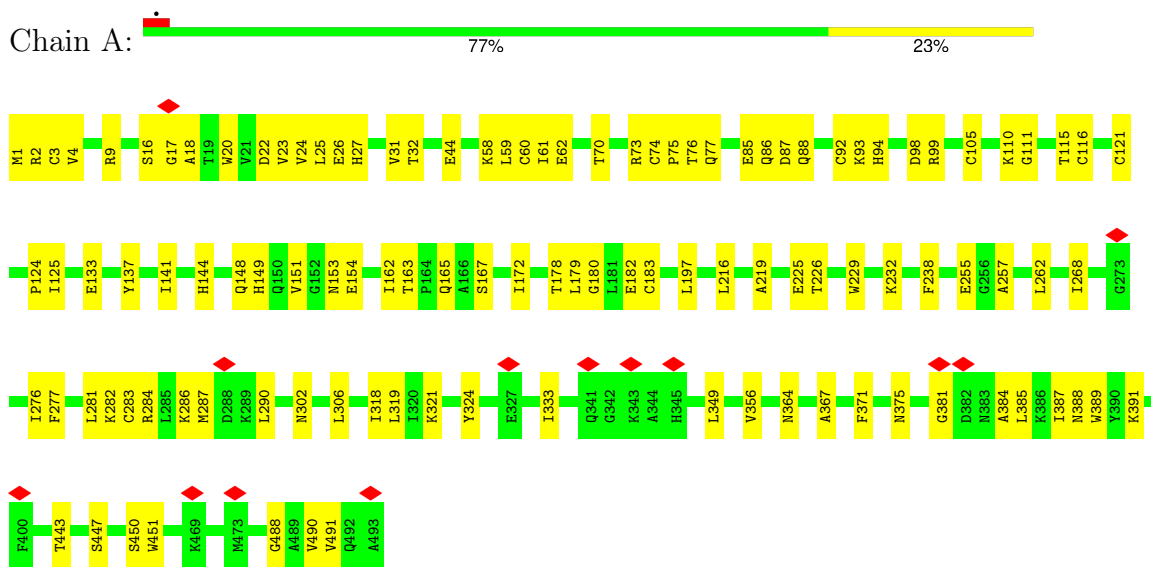 Chain A:
77% 23%
M1 R2 C3 V4 R9 S16 G17 A18 T19 W20 V21 D22 V23 V24 L25 E26 H27 V31 T32 E44 K58 L59 C60 I61 E62 T70 R73 C74 P75 T76 Q77 E85 Q86 D87 Q88 C92 K93 H94 D98 R99 C105 K110 G111 T115 C116 C121
P124 I125 E133 Y137 I141 H144 Q148 H149 Q150 V151 G152 N153 E154 I162 T163 P164 Q165 A166 S167 I172 T178 L179 G180 L181 E182 C183 L197 L216 A219 E225 T226 W229 K232 F238 E255 G256 A257 L262 I268 G273
I276 F277 L281 K282 C283 R284 L285 K286 M287 D288 K289 L290 N302 L306 I318 L319 I320 K321 Y324 E327 I333 Q341 G342 K343 A344 H345 L349 V356 N364 A367 F371 N375 G381 D382 N383 A384 L385 K386 I387 N388 W389 Y390 K391
F400 T443 S447 S450 W451 K469 M473 G488 A489 V490 V491 Q492 A493